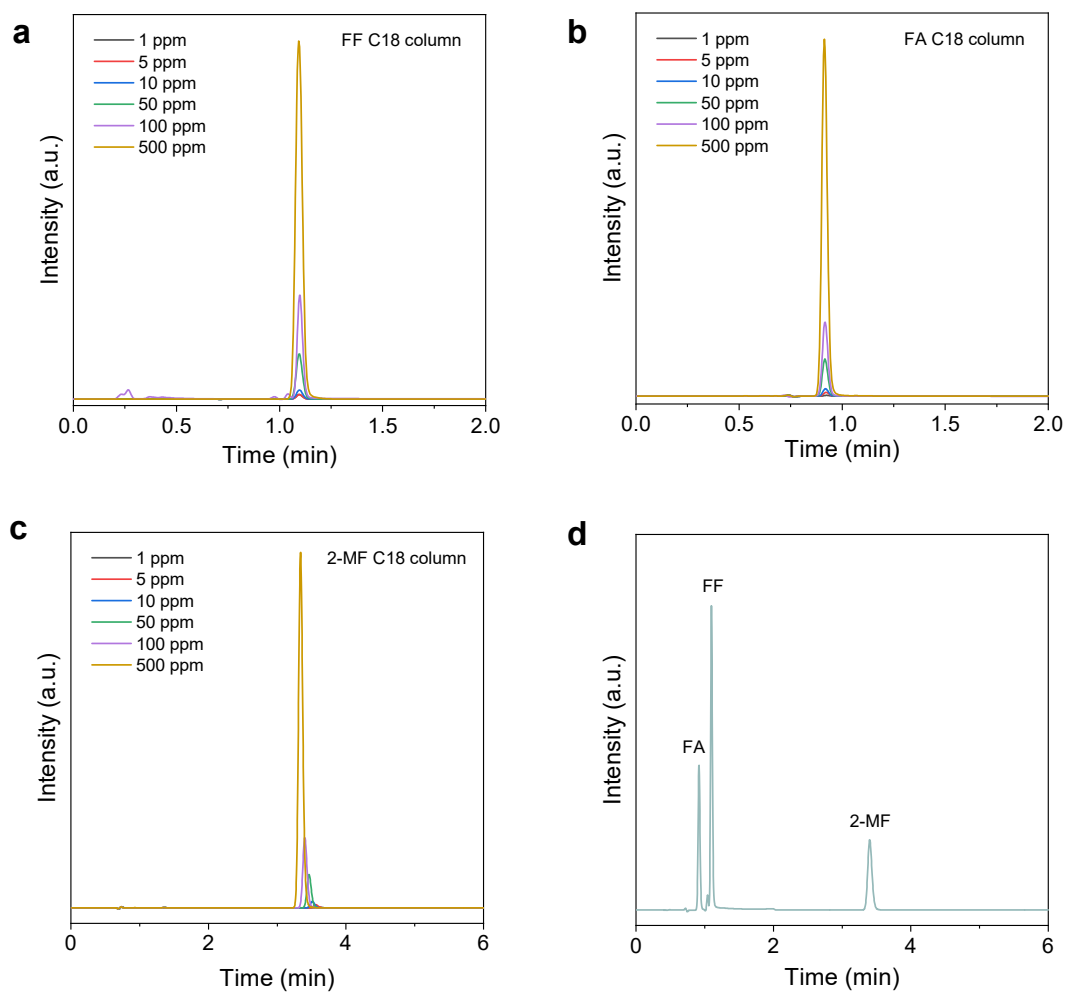 a
1 ppm
5 ppm
10 ppm
50 ppm
100 ppm
500 ppm
FF C18 column
Intensity (a.u.)
0.0 0.5 1.0 1.5 2.0
Time (min)
b
1 ppm
5 ppm
10 ppm
50 ppm
100 ppm
500 ppm
FA C18 column
Intensity (a.u.)
0.0 0.5 1.0 1.5 2.0
Time (min)
c
1 ppm
5 ppm
10 ppm
50 ppm
100 ppm
500 ppm
2-MF C18 column
Intensity (a.u.)
0 2 4 6
Time (min)
d
FF
FA
2-MF
Intensity (a.u.)
0 2 4 6
Time (min)